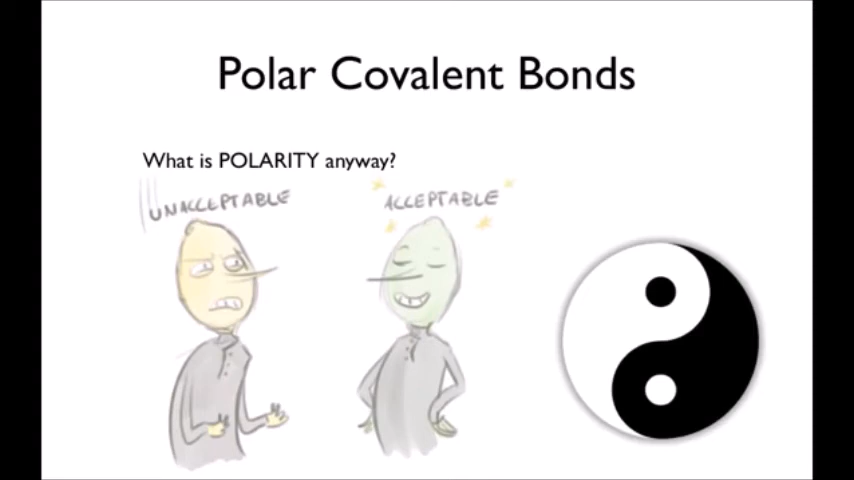 Polar Covalent Bonds
What is POLARITY anyway?
UNACCEPTABLE
ACCEPTABLE